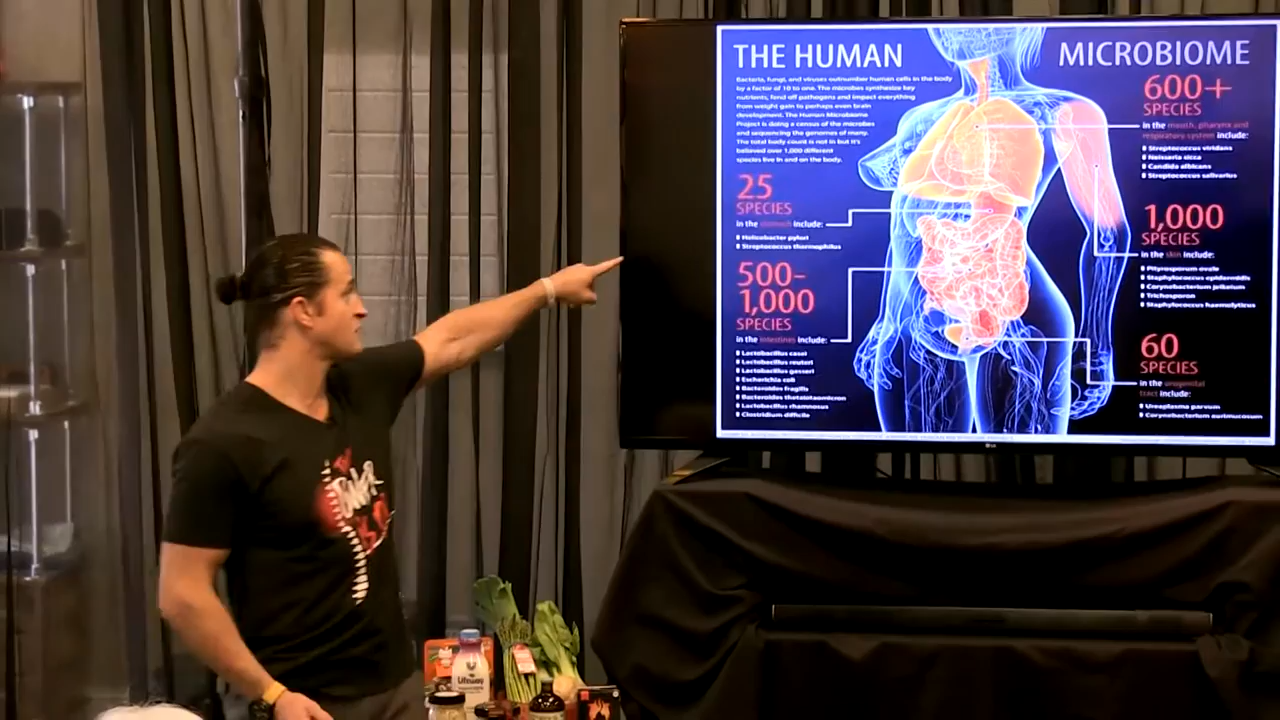 THE HUMAN
MICROBIOME
Bacteria, fungi, and viruses outnumber human cells in the body
by a factor of 10 to one. The microbes synthesize key
nutrients, fend off pathogens and impact everything
from weight gain to perhaps even brain
development. The Human Microbiome
Project is doing a census of the microbes
and sequencing the genomes of many.
The total body count is not in but it's
believed over 1,000 different
species live in and on the body.
25
SPECIES
in the stomach include:
Helicobacter pylori
Streptococcus thermophilus
500-
1,000
SPECIES
in the intestines include:
Lactobacillus casei
Lactobacillus reuteri
Lactobacillus gasseri
Escherichia coli
Bacteroides fragilis
Bacteroides thetaiotaomicron
Lactobacillus rhamnosus
Clostridium difficile
600+
SPECIES
in the mouth, pharynx and
respiratory system include:
Streptococcus viridans
Neisseria sicca
Candida albicans
Streptococcus salivarius
1,000
SPECIES
in the skin include:
Pityrosporum ovale
Staphylococcus epidermidis
Corynebacterium jeikeium
Trichosporon
Staphylococcus haemolyticus
60
SPECIES
in the urogenital
tract include:
Ureaplasma parvum
Corynebacterium aurimucosum
LG
Lifeway